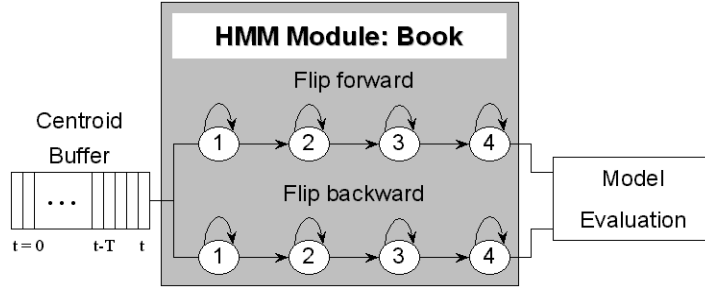 HMM Module: Book
Flip forward
1 2 3 4
Centroid
Buffer
...
t = 0 t-T t
Flip backward
1 2 3 4
Model
Evaluation